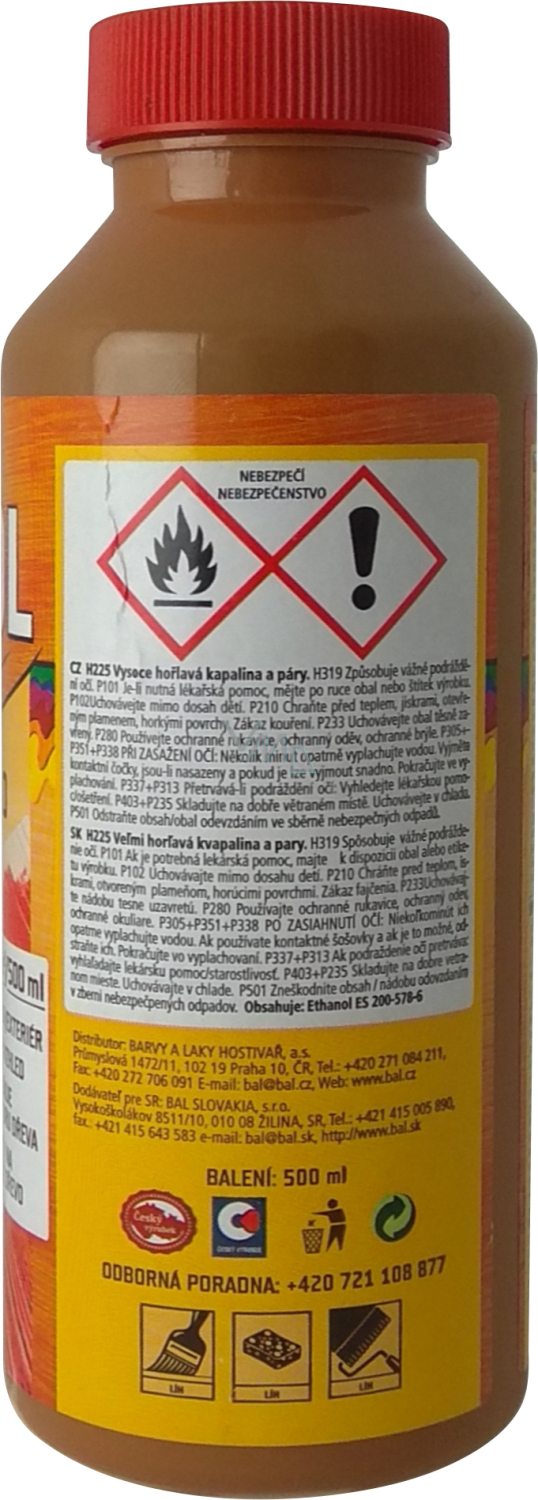 L
NEBEZPEČÍ
NEBEZPEČENSTVO
CZ H225 Vysoce hořlavá kapalina a páry. H319 Způsobuje vážné podráždě-
ní očí. P101 Je-li nutná lékařská pomoc, mějte po ruce obal nebo štítek výrobku.
P102Uchovávejte mimo dosah dětí. P210 Chraňte před teplem, jiskrami, otevře-
ným plamenem, horkými povrchy. Zákaz kouření. P233 Uchovávejte obal těsně za-
vřený. P280 Používejte ochranné rukavice, ochranný oděv, ochranné brýle. P305+
P351+P338 PŘI ZASAŽENÍ OČÍ: Několik minut opatrně vyplachujte vodou. Vyjměte
kontaktní čočky, jsou-li nasazeny a pokud je lze vyjmout snadno. Pokračujte ve vy-
plachování. P337+P313 Přetrvává-li podráždění očí: Vyhledejte lékařskou pomo-
c/ošetření. P403+P235 Skladujte na dobře větraném místě. Uchovávejte v chladu.
P501 Odstraňte obsah/obal odevzdáním ve sběrně nebezpečných odpadů.
SK H225 Veľmi horľavá kvapalina a pary. H319 Spôsobuje vážne podrážde-
nie očí. P101 Ak je potrebná lekárska pomoc, majte k dispozícii obal alebo etike-
tu výrobku. P102 Uchovávajte mimo dosahu detí. P210 Chráňte pred teplem, is-
krami, otvoreným plameňom, horúcimi povrchmi. Zákaz fajčenia. P233Uchovávaj-
te nádobu tesne uzavretú. P280 Používajte ochranné rukavice, ochranný odev,
ochranné okuliare. P305+P351+P338 PO ZASIAHNUTÍ OČÍ: Niekoľkominút ich
opatrne vyplachujte vodou. Ak používate kontaktné šošovky a ak je to možné, od-
stráňte ich. Pokračujte vo vyplachovaní. P337+P313 Ak podráždenie očí pretrváva:
vyhľadajte lekársku pomoc/starostlivosť. P403+P235 Skladujte na dobre vetra-
nom mieste. Uchovávajte v chlade. P501 Zneškodnite obsah / nádobu odovzdaním
v zberni nebezpečných odpadov. Obsahuje: Ethanol ES 200-578-6
500 ml
EXTERIÉR
DŘEVA
NA
Distributor: BARVY A LAKY HOSTIVAŘ, a.s.
Průmyslová 1472/11, 102 19 Praha 10, ČR, Tel.: +420 271 084 211,
Fax: +420 272 706 091 E-mail: bal@bal.cz, Web: www.bal.cz
Dodávateľ pre SR: BAL SLOVAKIA, s.r.o.
Vysokoškolákov 8511/10, 010 08 ŽILINA, SR, Tel.: +421 415 005 890,
fax.: +421 415 643 583 e-mail: bal@bal.sk, http://www.bal.sk
BALENÍ: 500 ml
Český
výrobek
ČESKÝ VÝROBEK
ODBORNÁ PORADNA: +420 721 108 877
LÍH
LÍH
LÍH